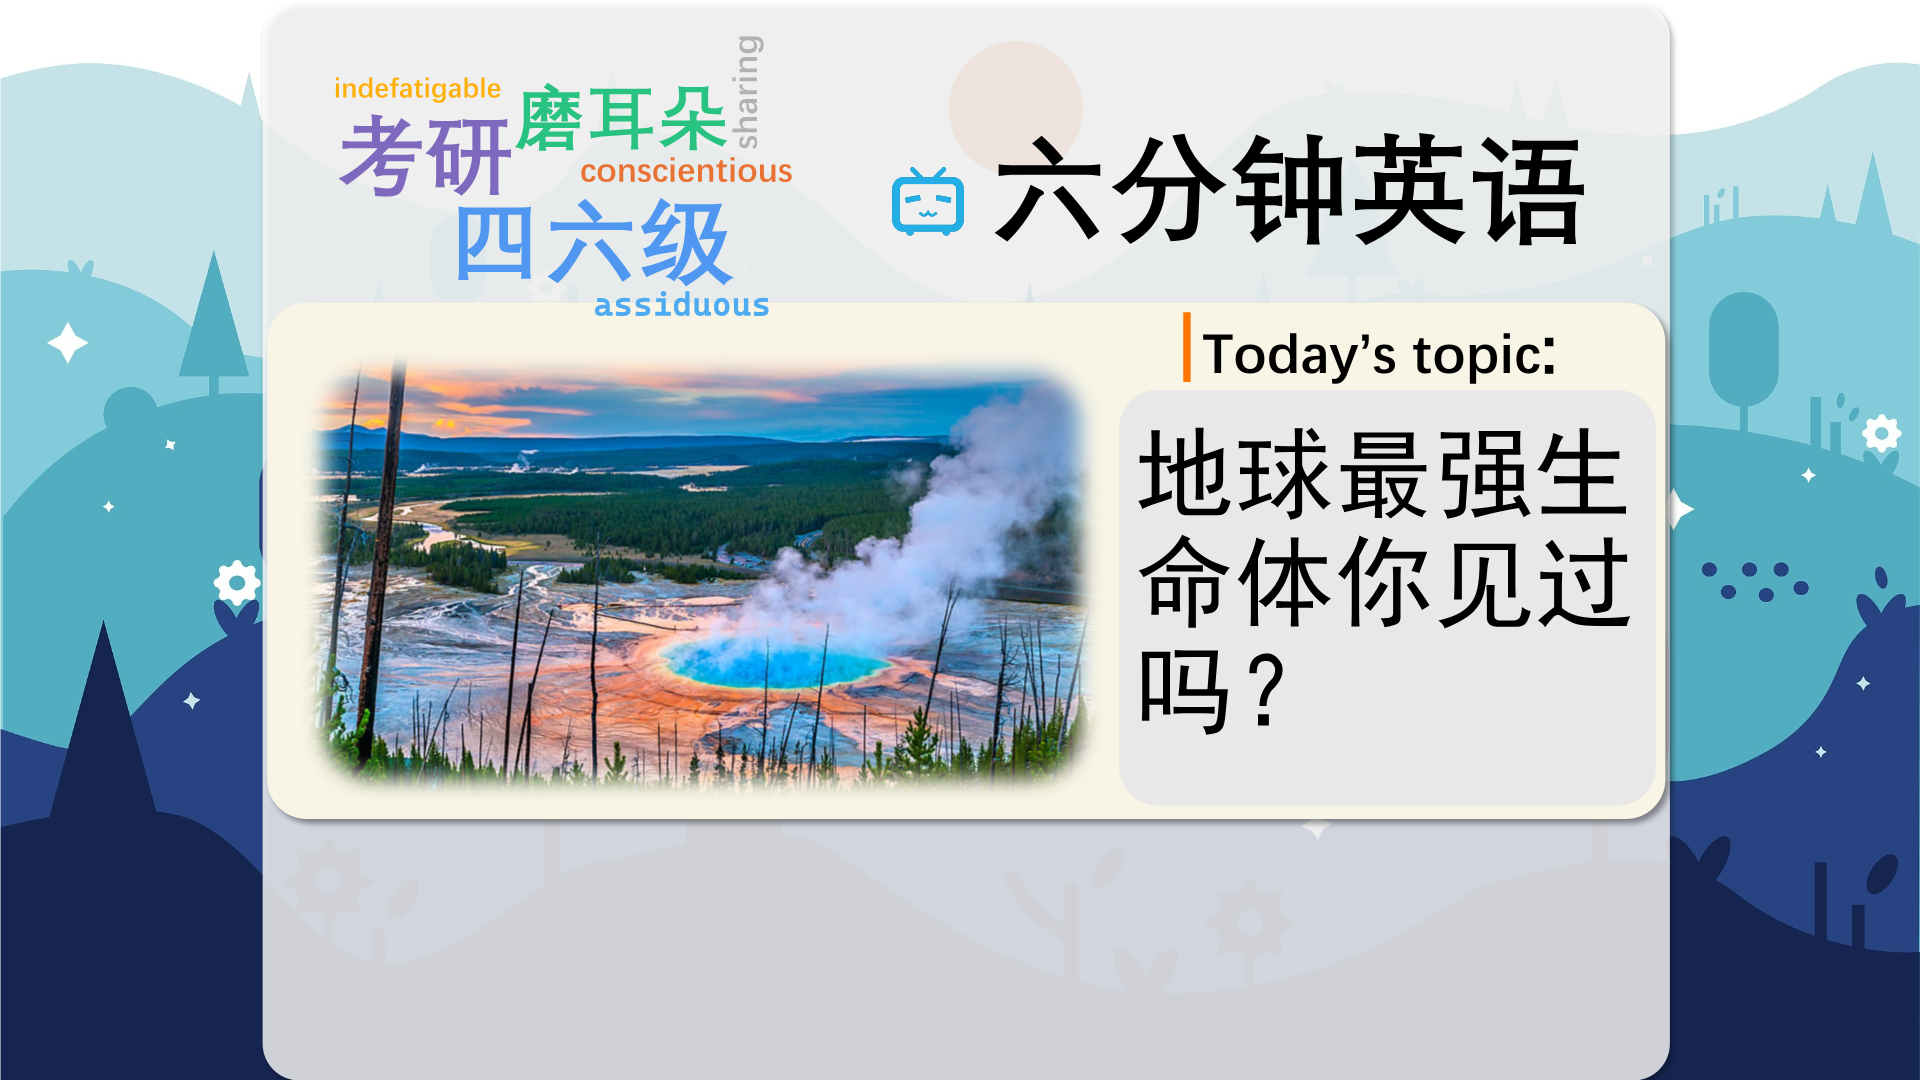 indefatigable
考研
磨耳朵
sharing
conscientious
四六级
assiduous
六分钟英语
Today’s topic:
地球最强生
命体你见过
吗？